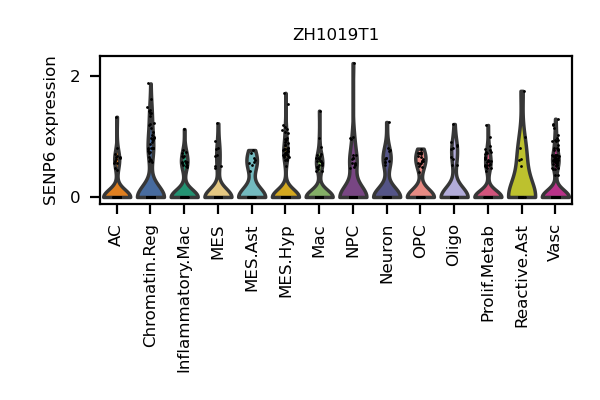 ZH1019T1
SENP6 expression
2
0
AC
Chromatin.Reg
Inflammatory.Mac
MES
MES.Ast
MES.Hyp
Mac
NPC
Neuron
OPC
Oligo
Prolif.Metab
Reactive.Ast
Vasc